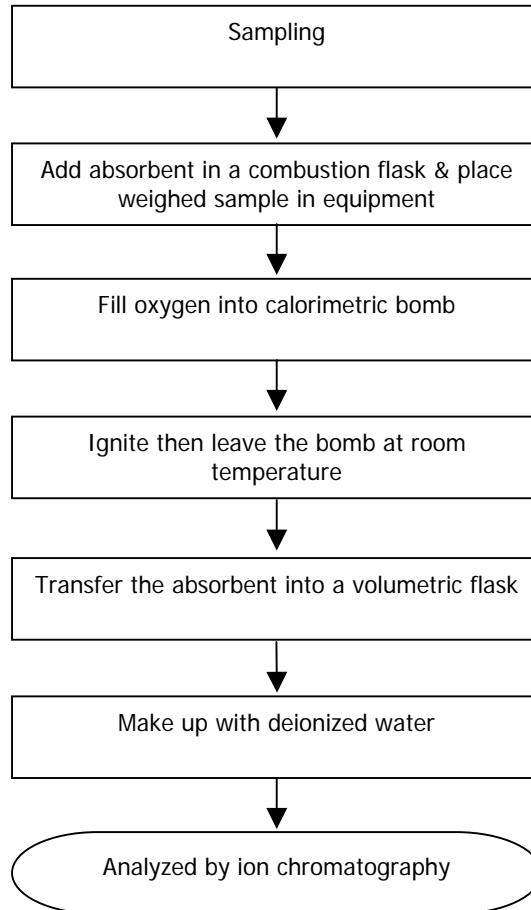 Sampling
Add absorbent in a combustion flask & place
weighed sample in equipment
Fill oxygen into calorimetric bomb
Ignite then leave the bomb at room
temperature
Transfer the absorbent into a volumetric flask
Make up with deionized water
Analyzed by ion chromatography